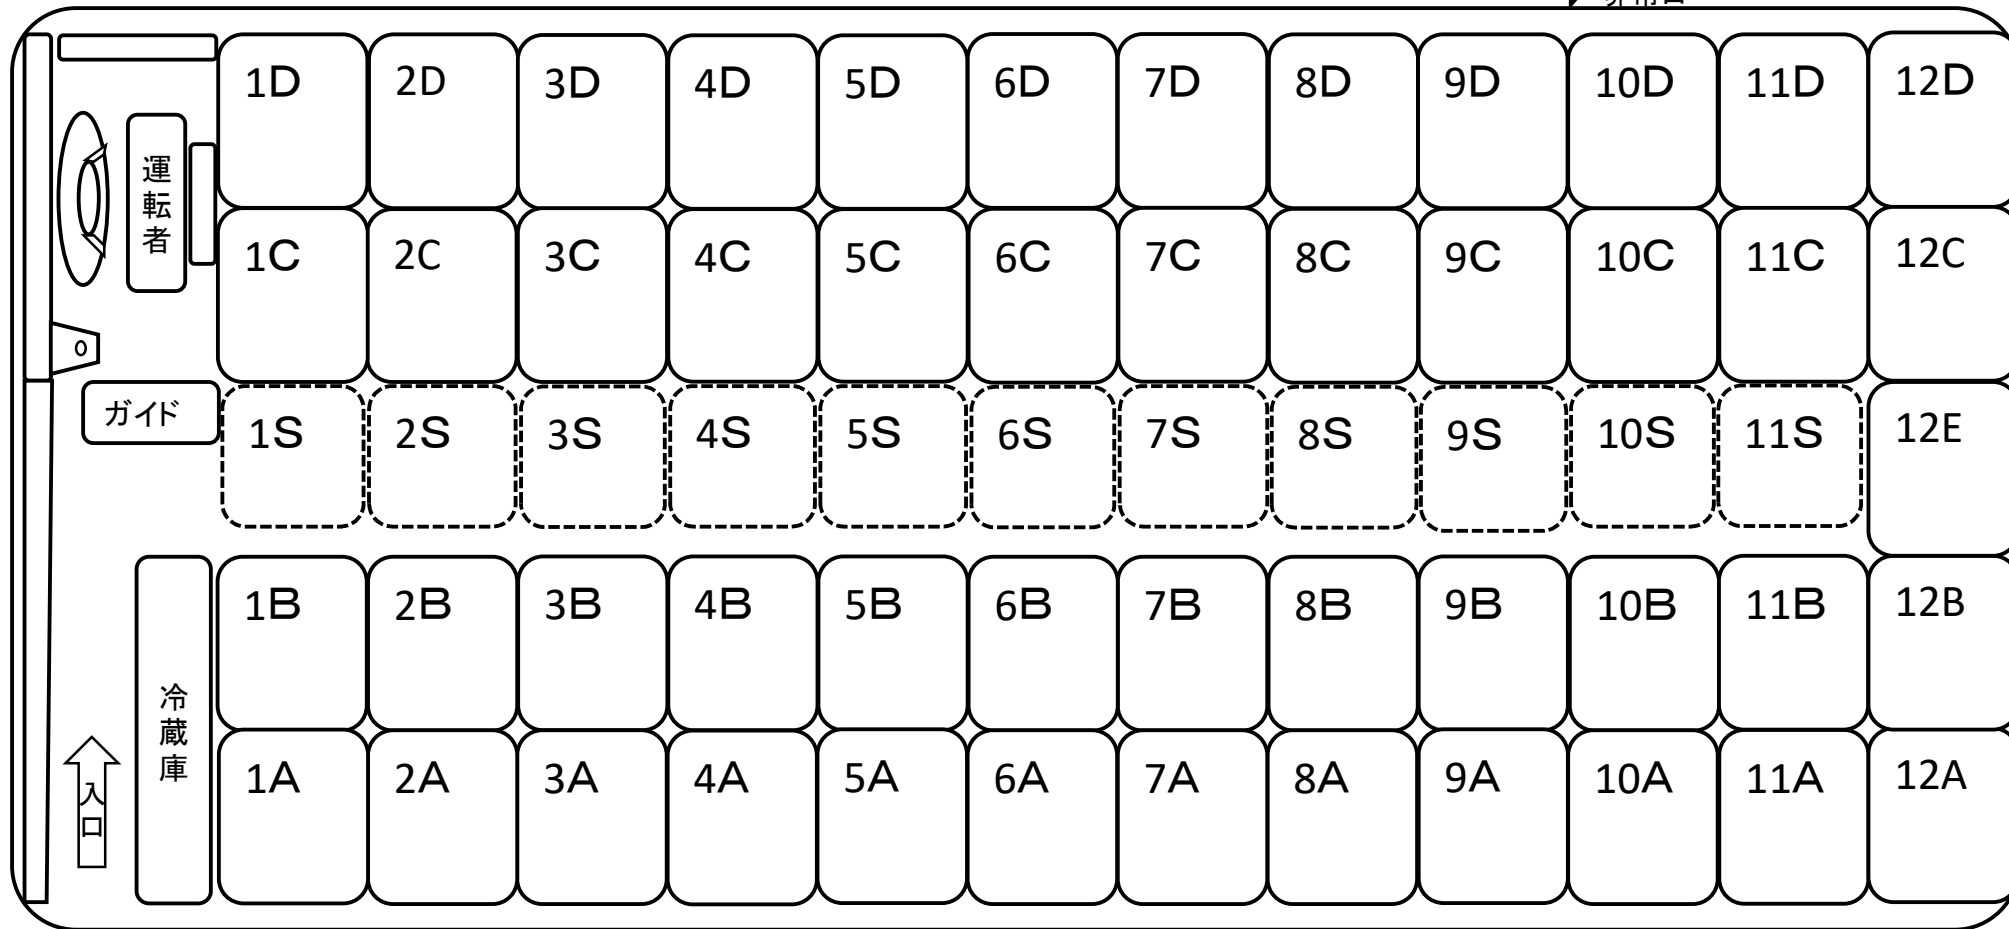 1D 2D 3D 4D 5D 6D 7D 8D 9D 10D 11D 12D
運転者
1C 2C 3C 4C 5C 6C 7C 8C 9C 10C 11C 12C
ガイド
1S 2S 3S 4S 5S 6S 7S 8S 9S 10S 11S 12E
1B 2B 3B 4B 5B 6B 7B 8B 9B 10B 11B 12B
冷蔵庫
入口
1A 2A 3A 4A 5A 6A 7A 8A 9A 10A 11A 12A